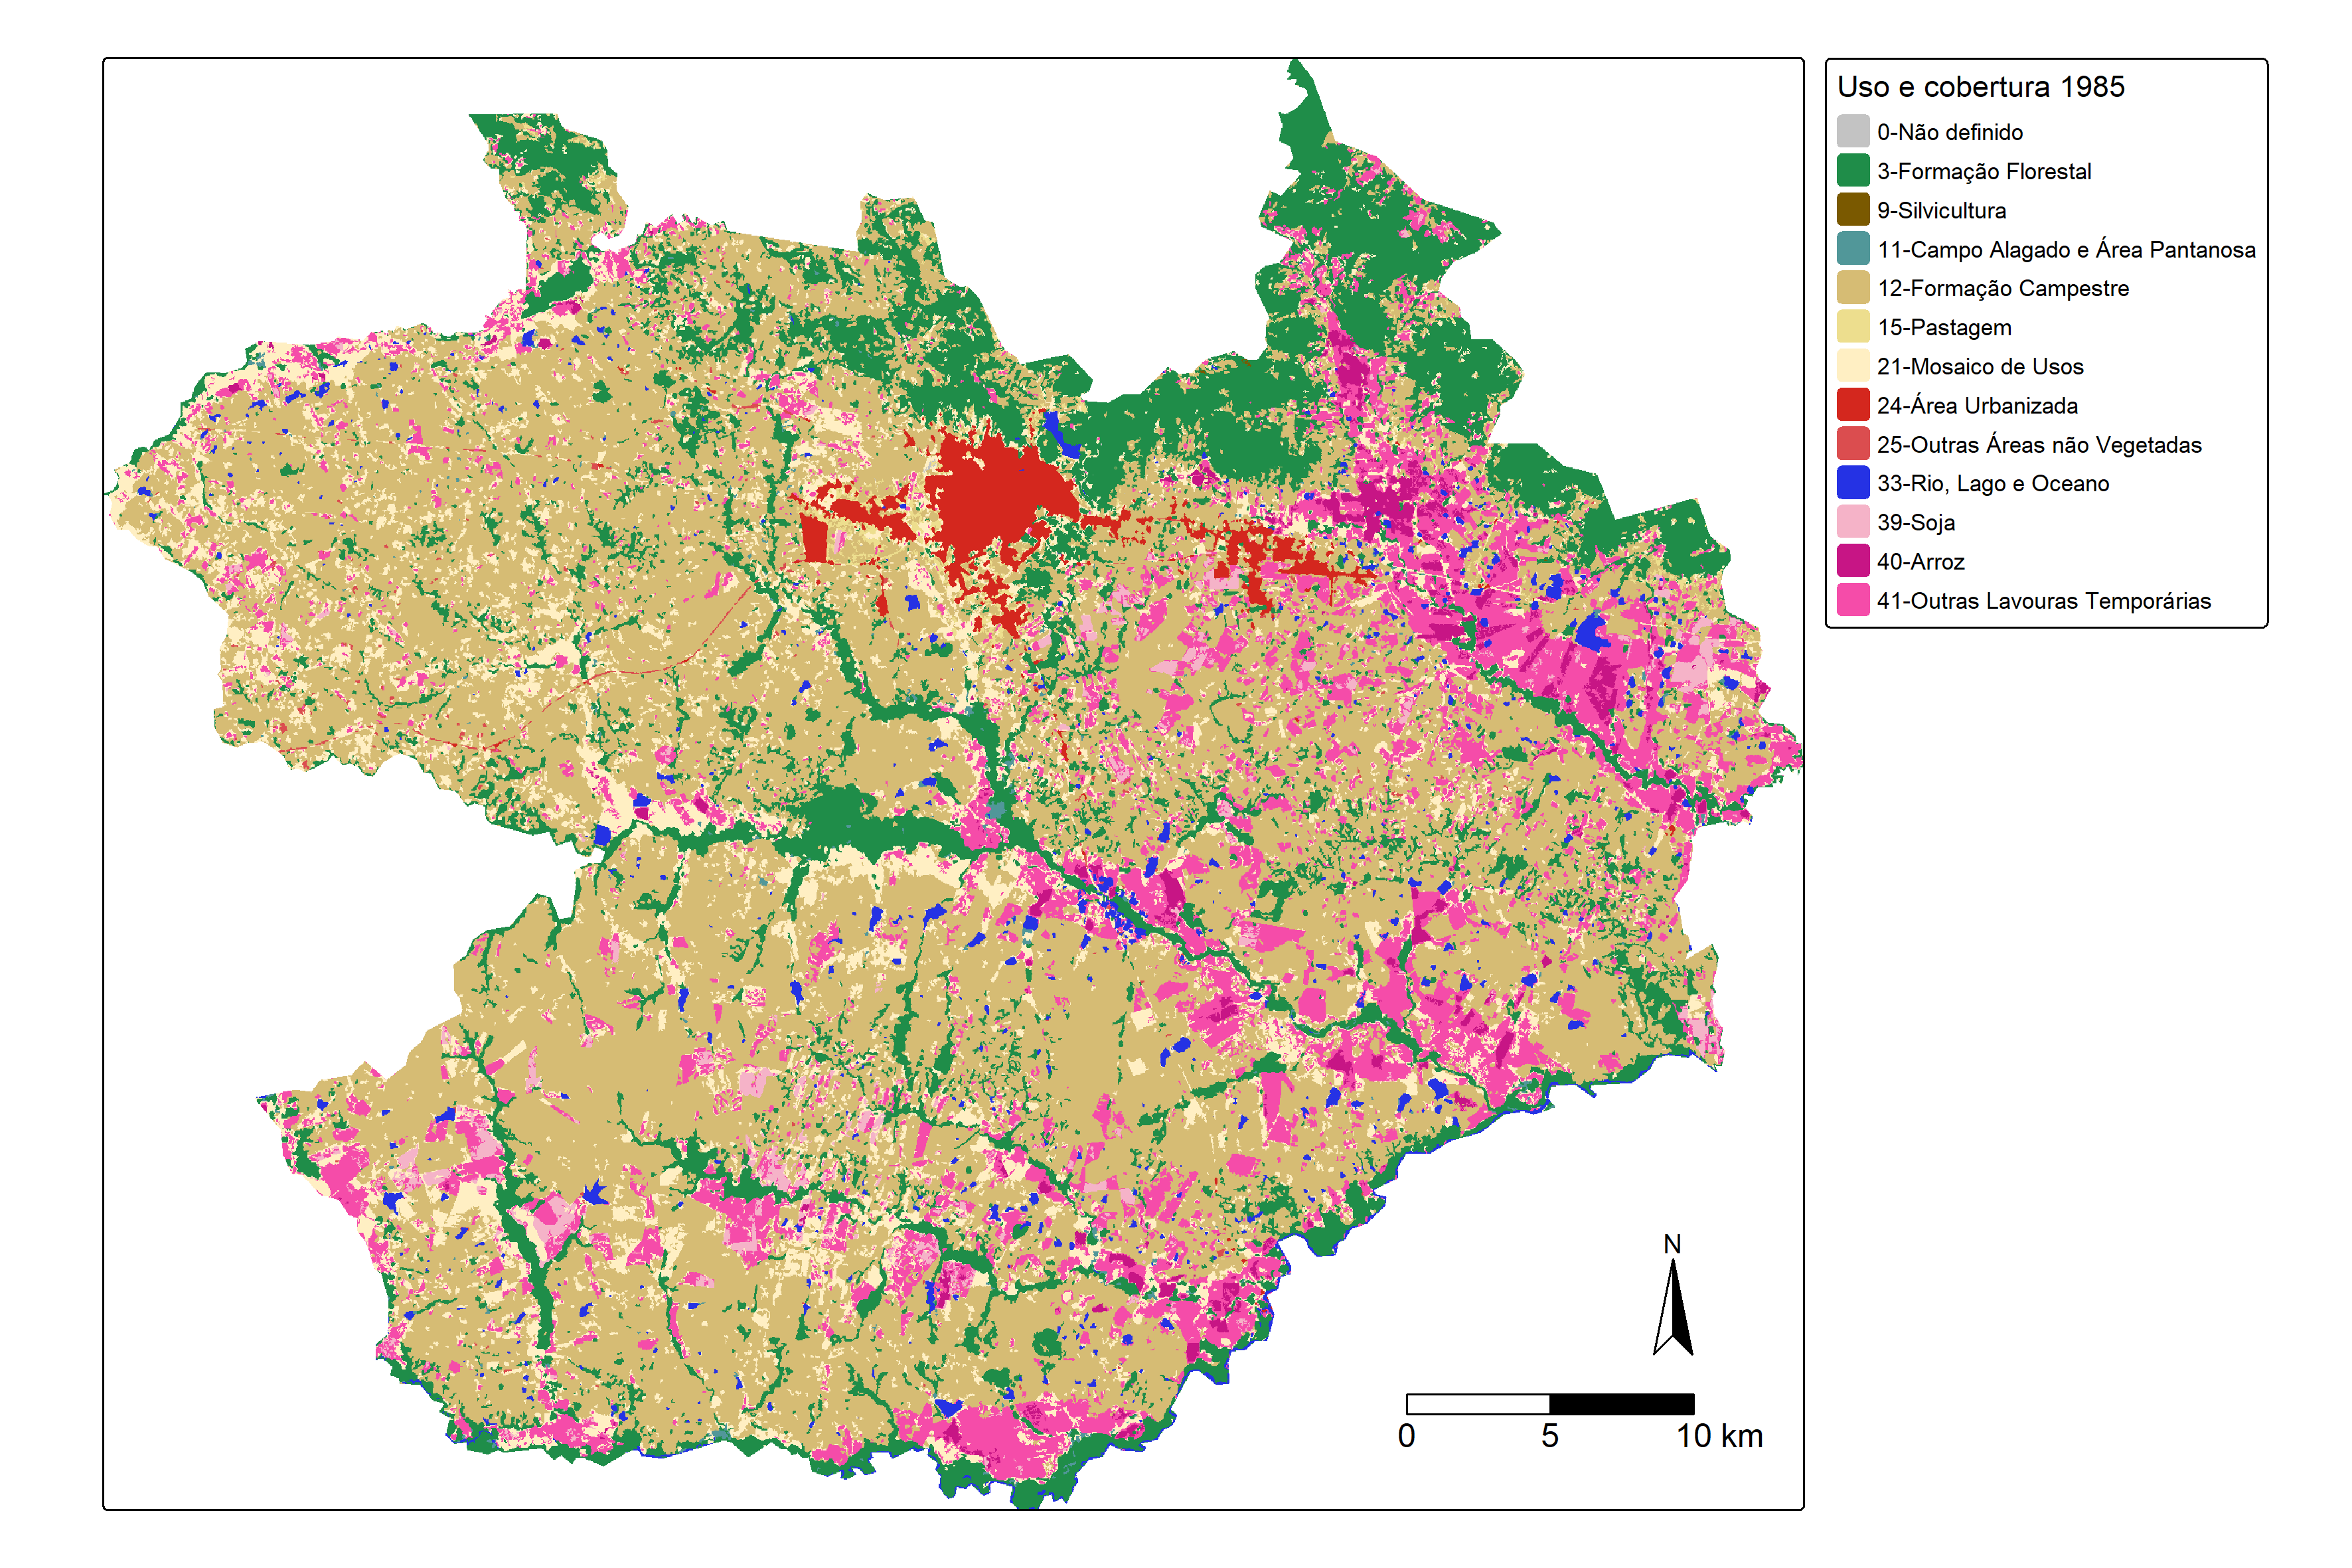 Uso e cobertura 1985
0-Não definido
3-Formação Florestal
9-Silvicultura
11-Campo Alagado e Área Pantanosa
12-Formação Campestre
15-Pastagem
21-Mosaico de Usos
24-Área Urbanizada
25-Outras Áreas não Vegetadas
33-Rio, Lago e Oceano
39-Soja
40-Arroz
41-Outras Lavouras Temporárias
N
0 5 10 km